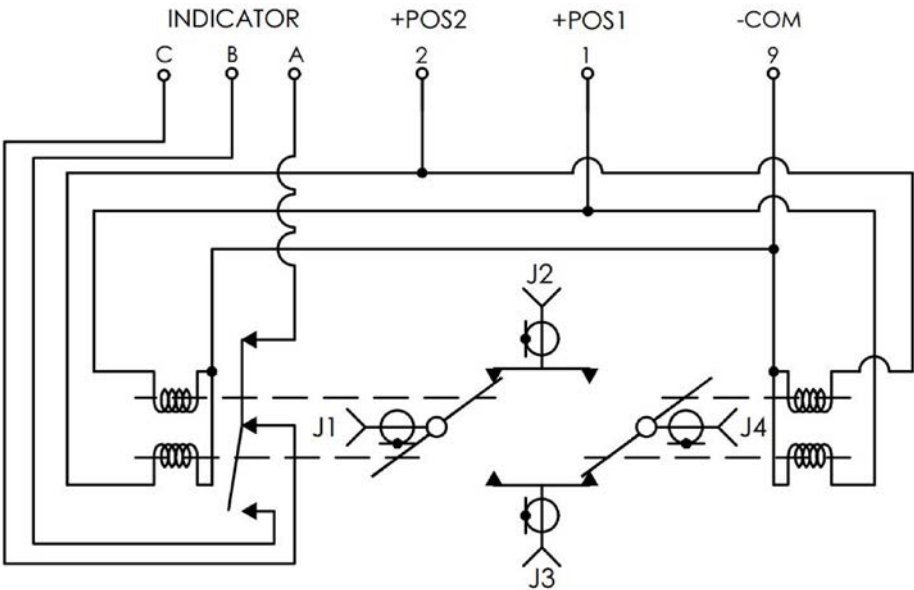 INDICATOR +POS2 +POS1 -COM
C B A 2 1 9
J2
J1 J4
J3